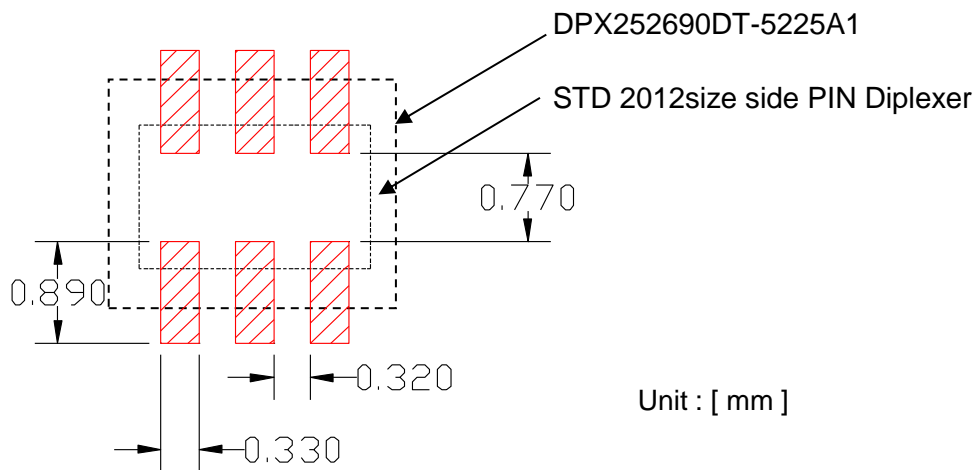 DPX252690DT-5225A1
STD 2012size side PIN Diplexer
0.770
0.890
0.320
Unit : [ mm ]
0.330